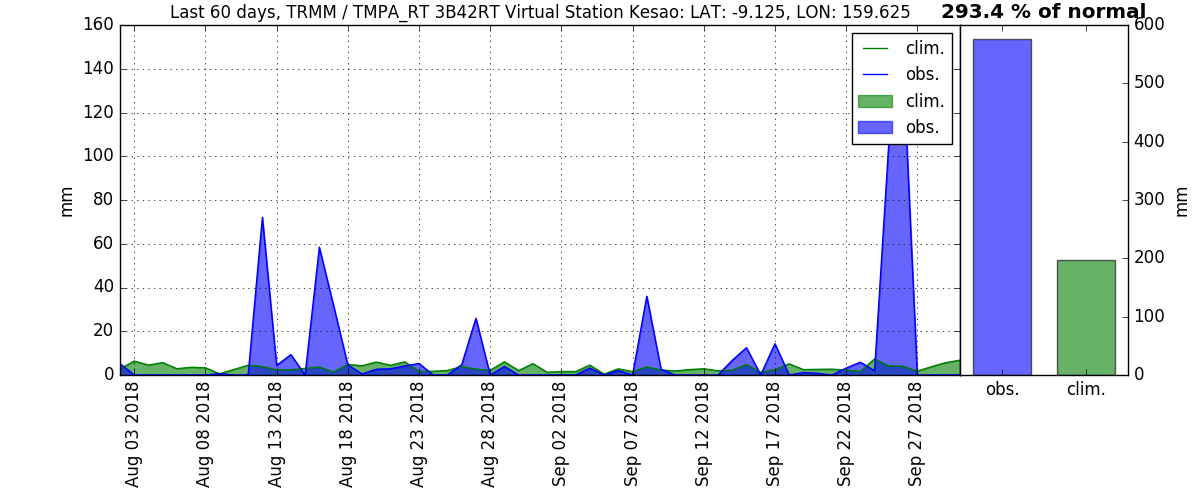 Last 60 days, TRMM / TMPA_RT 3B42RT Virtual Station Kesao: LAT: -9.125, LON: 159.625
293.4 % of normal
160
140
120
100
80
60
40
20
0
mm
clim.
obs.
clim.
obs.
600
500
400
300
200
100
0
mm
Aug 03 2018
Aug 08 2018
Aug 13 2018
Aug 18 2018
Aug 23 2018
Aug 28 2018
Sep 02 2018
Sep 07 2018
Sep 12 2018
Sep 17 2018
Sep 22 2018
Sep 27 2018
obs.
clim.